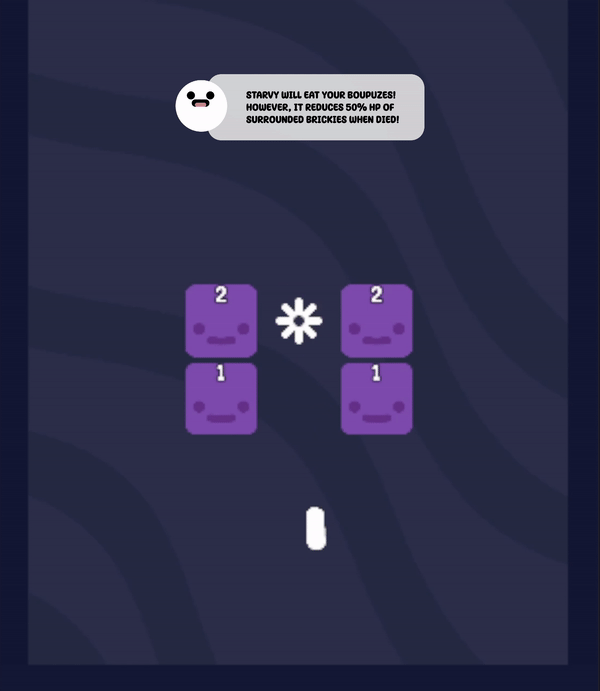 STARVY WILL EAT YOUR BOUPUZES!
HOWEVER, IT REDUCES 50% HP OF
SURROUNDED BRICKIES WHEN DIED!
2 2
1 1